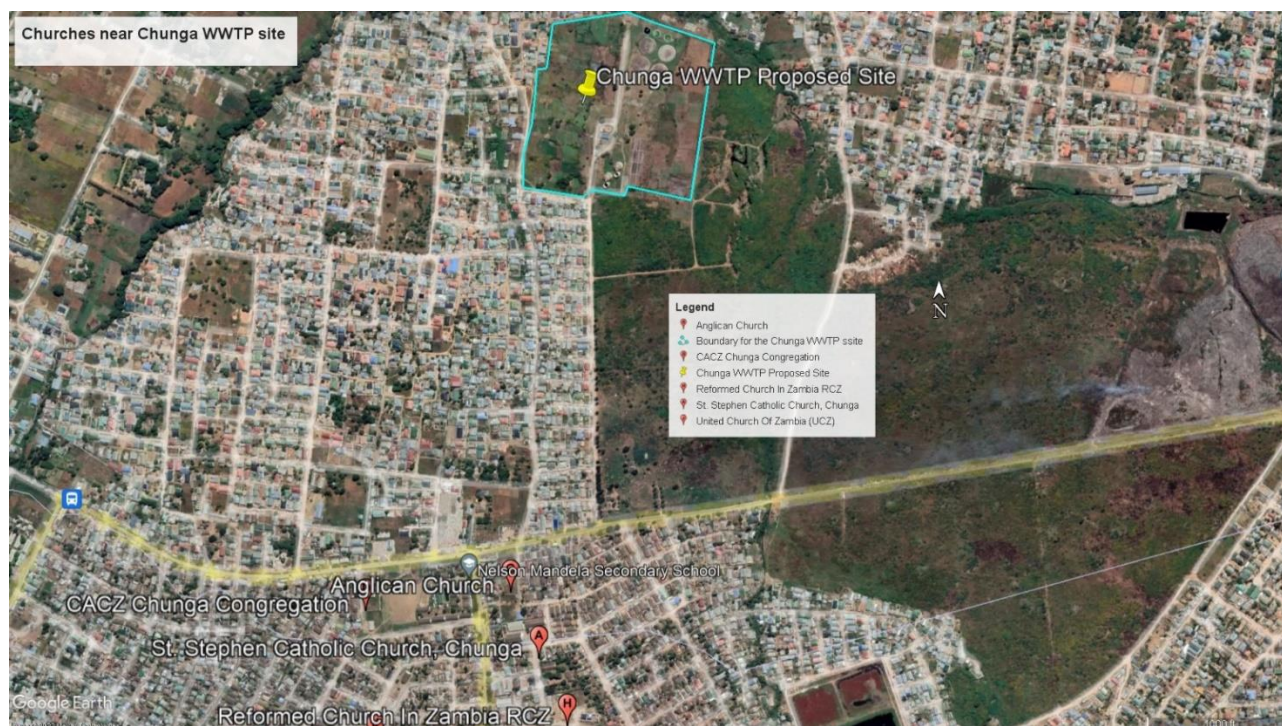 Churches near Chunga WWTP site
Chunga WWTP Proposed Site
Legend
Anglican Church
Boundary for the Chunga WWTP ssite
CACZ Chunga Congregation
Chunga WWTP Proposed Site
Reformed Church In Zambia RCZ
St. Stephen Catholic Church, Chunga
United Church Of Zambia (UCZ)
N
Nelson Mandela Secondary School
Anglican Church
CACZ Chunga Congregation
A
St. Stephen Catholic Church, Chunga
H
Reformed Church In Zambia RCZ
Google Earth